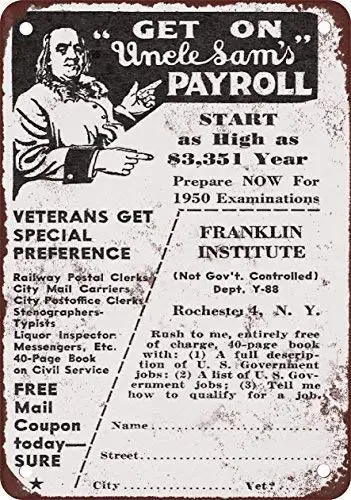 "GET ON
Uncle Sam's"
PAYROLL
START
as High as
$3,351 Year
Prepare NOW For
1950 Examinations
VETERANS GET
SPECIAL
PREFERENCE
Railway Postal Clerks
City Mail Carriers
City Postoffice Clerks
Stenographers-
Typists
Liquor Inspector
Messengers, Etc.
40-Page Book
on Civil Service
FREE
Mail
Coupon
today—
SURE
FRANKLIN
INSTITUTE
(Not Gov't. Controlled)
Dept. Y-88
Rochester 4, N. Y.
Rush to me, entirely free
of charge, 40-page book
with: (1) A full descrip-
tion of U. S. Government
jobs: (2) A list of U. S. Gov-
ernment jobs; (3) Tell me
how to qualify for a job.
Name
Street
City Vet?